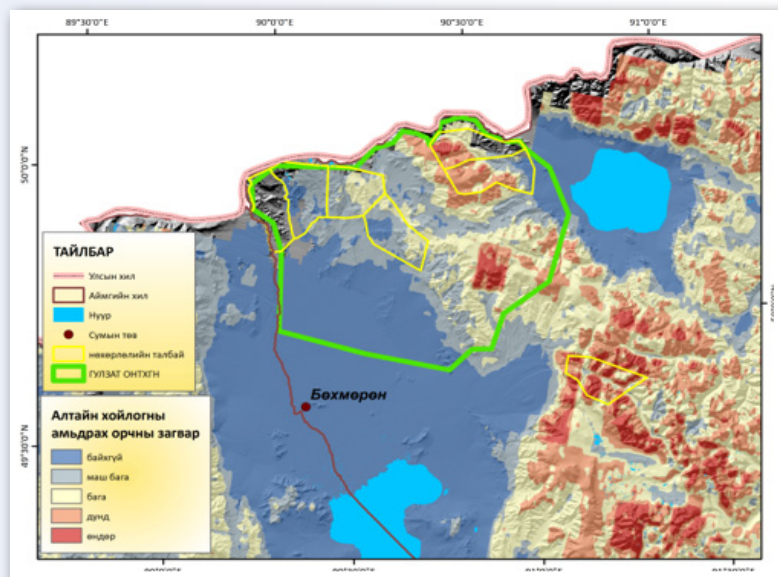 89°30'0"E 90°0'0"E 90°30'0"E 91°0'0"E
50°0'0"N
ТАЙЛБАР
Улсын хил
Аймгийн хил
Нуур
Сумын төв
нөхөрлөлийн талбай
ГУЛЗАТ ОНТХГН
Бөхмөрөн
Алтайн хойлогны
амьдрах орчны загвар
байхгүй
маш бага
бага
дунд
өндөр
49°30'0"N